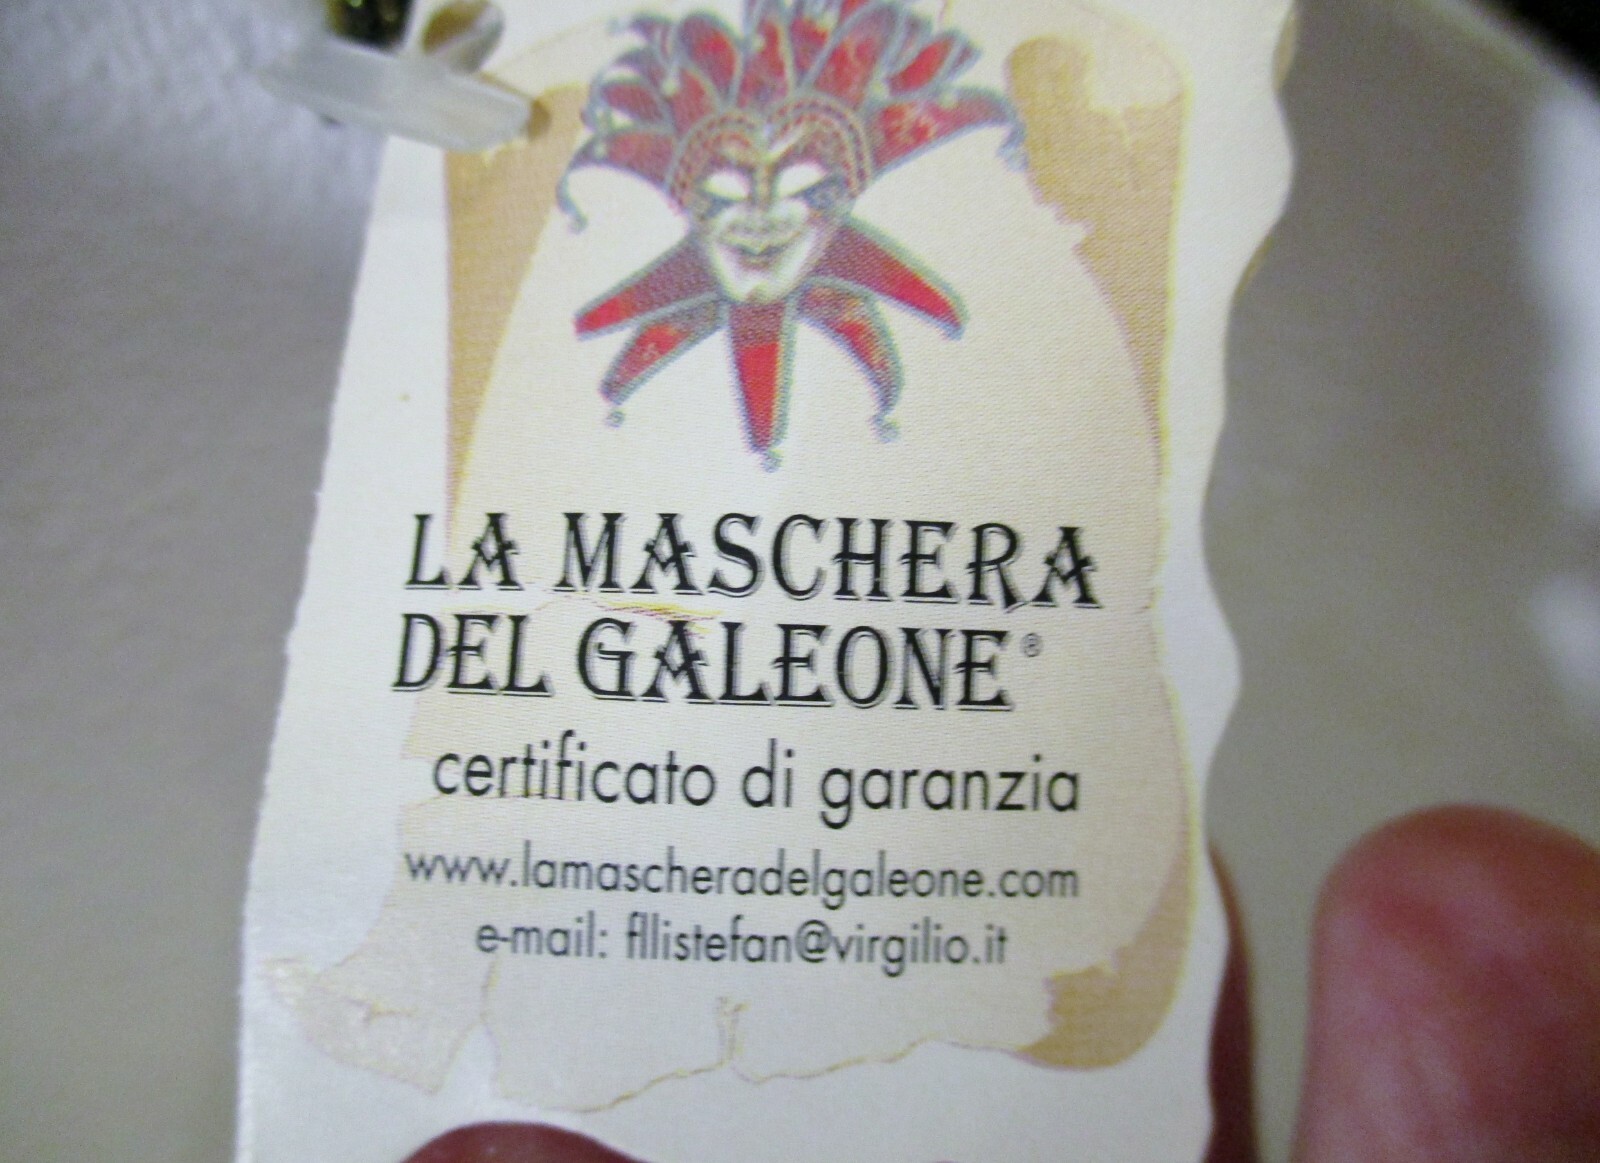 LA MASCHERA
DEL GALEONE®
certificato di garanzia
www.lamascheradelgaleone.com
e-mail: fllistefan@virgilio.it